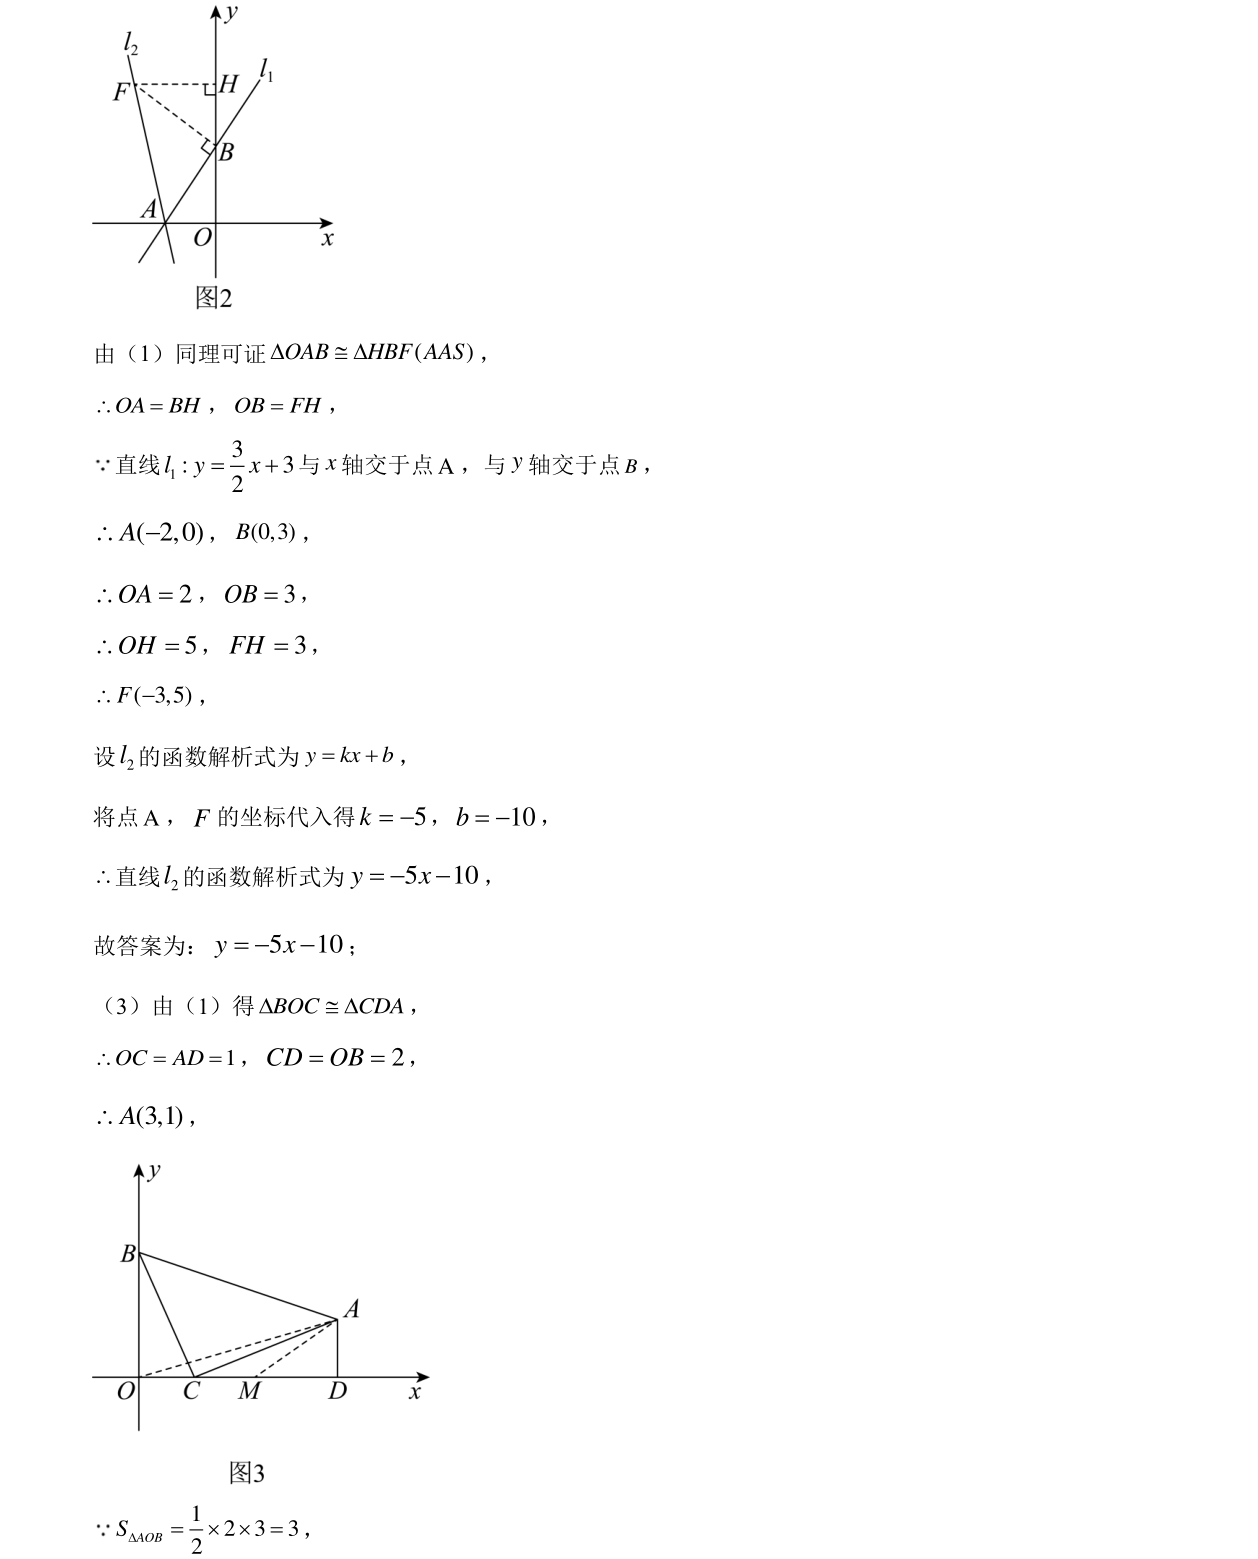 y
l₂
l₁
F
H
B
A
O
x
图2
由（1）同理可证ΔOAB≅ΔHBF(AAS)，
∴OA=BH，OB=FH，
∵直线l₁:y=3/2x+3与x轴交于点A，与y轴交于点B，
∴A(−2,0)，B(0,3)，
∴OA=2，OB=3，
∴OH=5，FH=3，
∴F(−3,5)，
设l₂的函数解析式为y=kx+b，
将点A，F的坐标代入得k=−5，b=−10，
∴直线l₂的函数解析式为y=−5x−10，
故答案为：y=−5x−10；
（3）由（1）得ΔBOC≅ΔCDA，
∴OC=AD=1，CD=OB=2，
∴A(3,1)，
y
B
A
O
C
M
D
x
图3
∵S_ΔAOB=1/2×2×3=3，